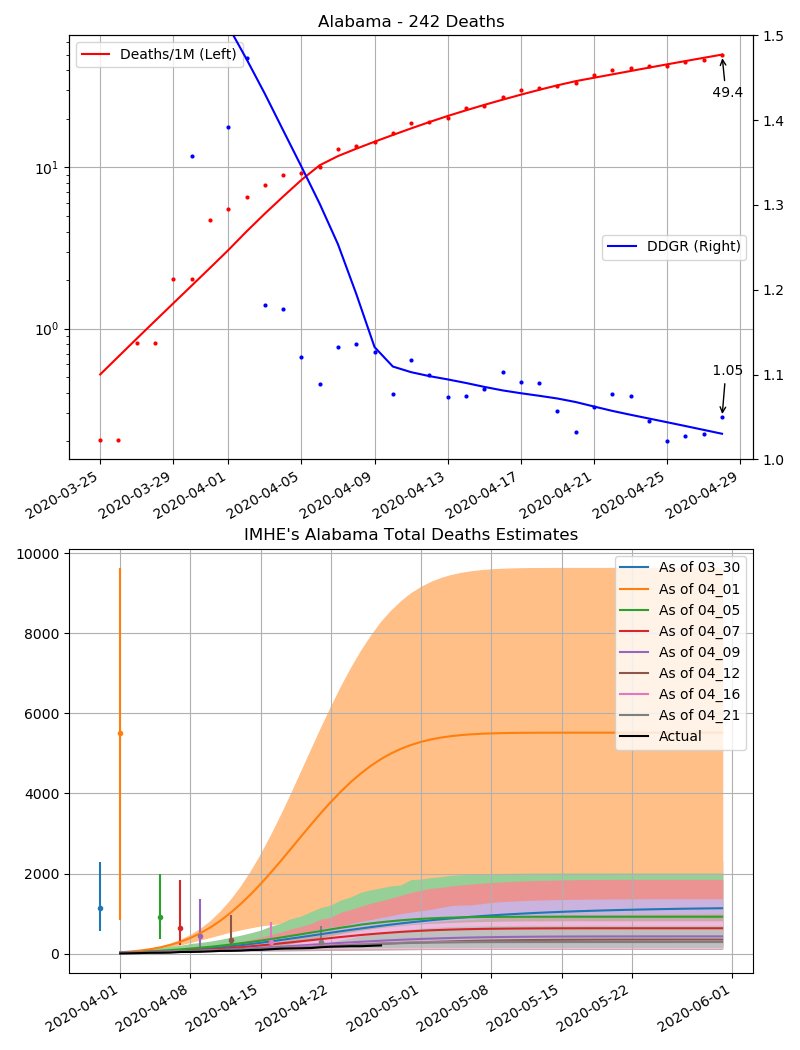 Alabama - 242 Deaths
Deaths/1M (Left)
DDGR (Right)
49.4
1.05
10¹
10⁰
1.5
1.4
1.3
1.2
1.1
1.0
2020-03-25
2020-03-29
2020-04-01
2020-04-05
2020-04-09
2020-04-13
2020-04-17
2020-04-21
2020-04-25
2020-04-29
IMHE's Alabama Total Deaths Estimates
10000
8000
6000
4000
2000
0
As of 03_30
As of 04_01
As of 04_05
As of 04_07
As of 04_09
As of 04_12
As of 04_16
As of 04_21
Actual
2020-04-01
2020-04-08
2020-04-15
2020-04-22
2020-05-01
2020-05-08
2020-05-15
2020-05-22
2020-06-01